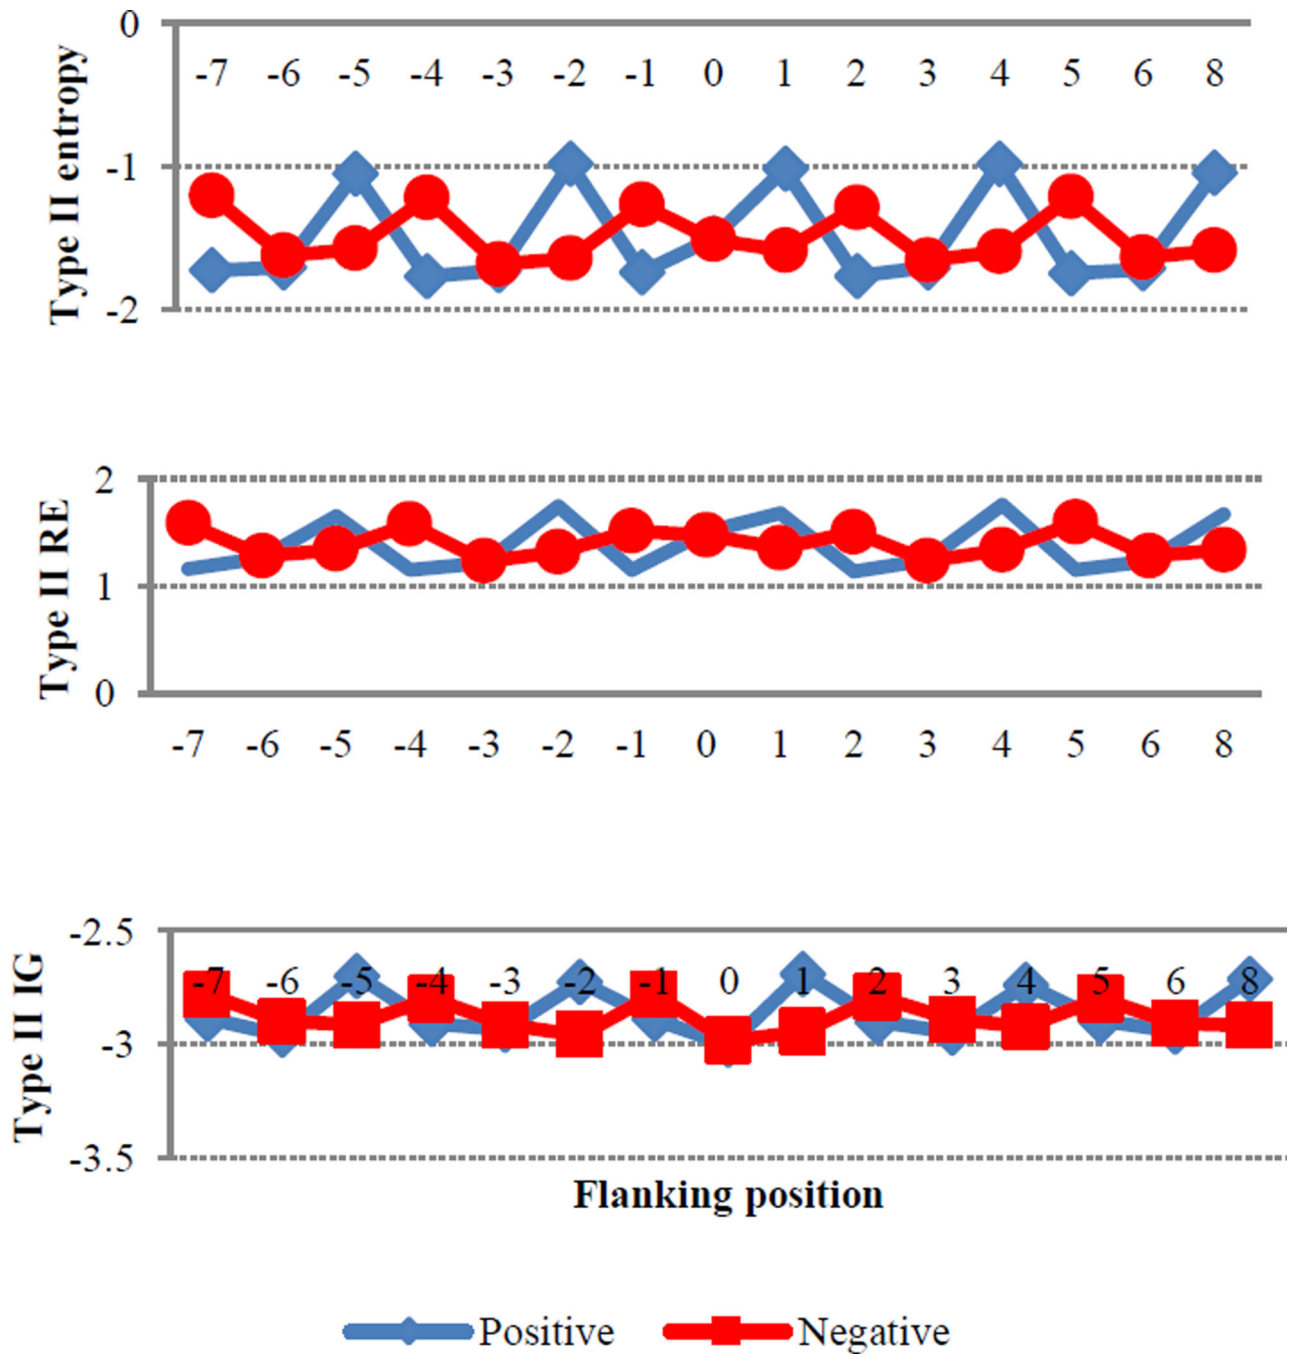 0
-7 -6 -5 -4 -3 -2 -1 0 1 2 3 4 5 6 8
Type II entropy
-1
-2
2
Type II RE
1
0
-7 -6 -5 -4 -3 -2 -1 0 1 2 3 4 5 6 8
-2.5
Type II IG
-7 -6 -5 -4 -3 -2 -1 0 1 2 3 4 5 6 8
-3
-3.5
Flanking position
Positive Negative